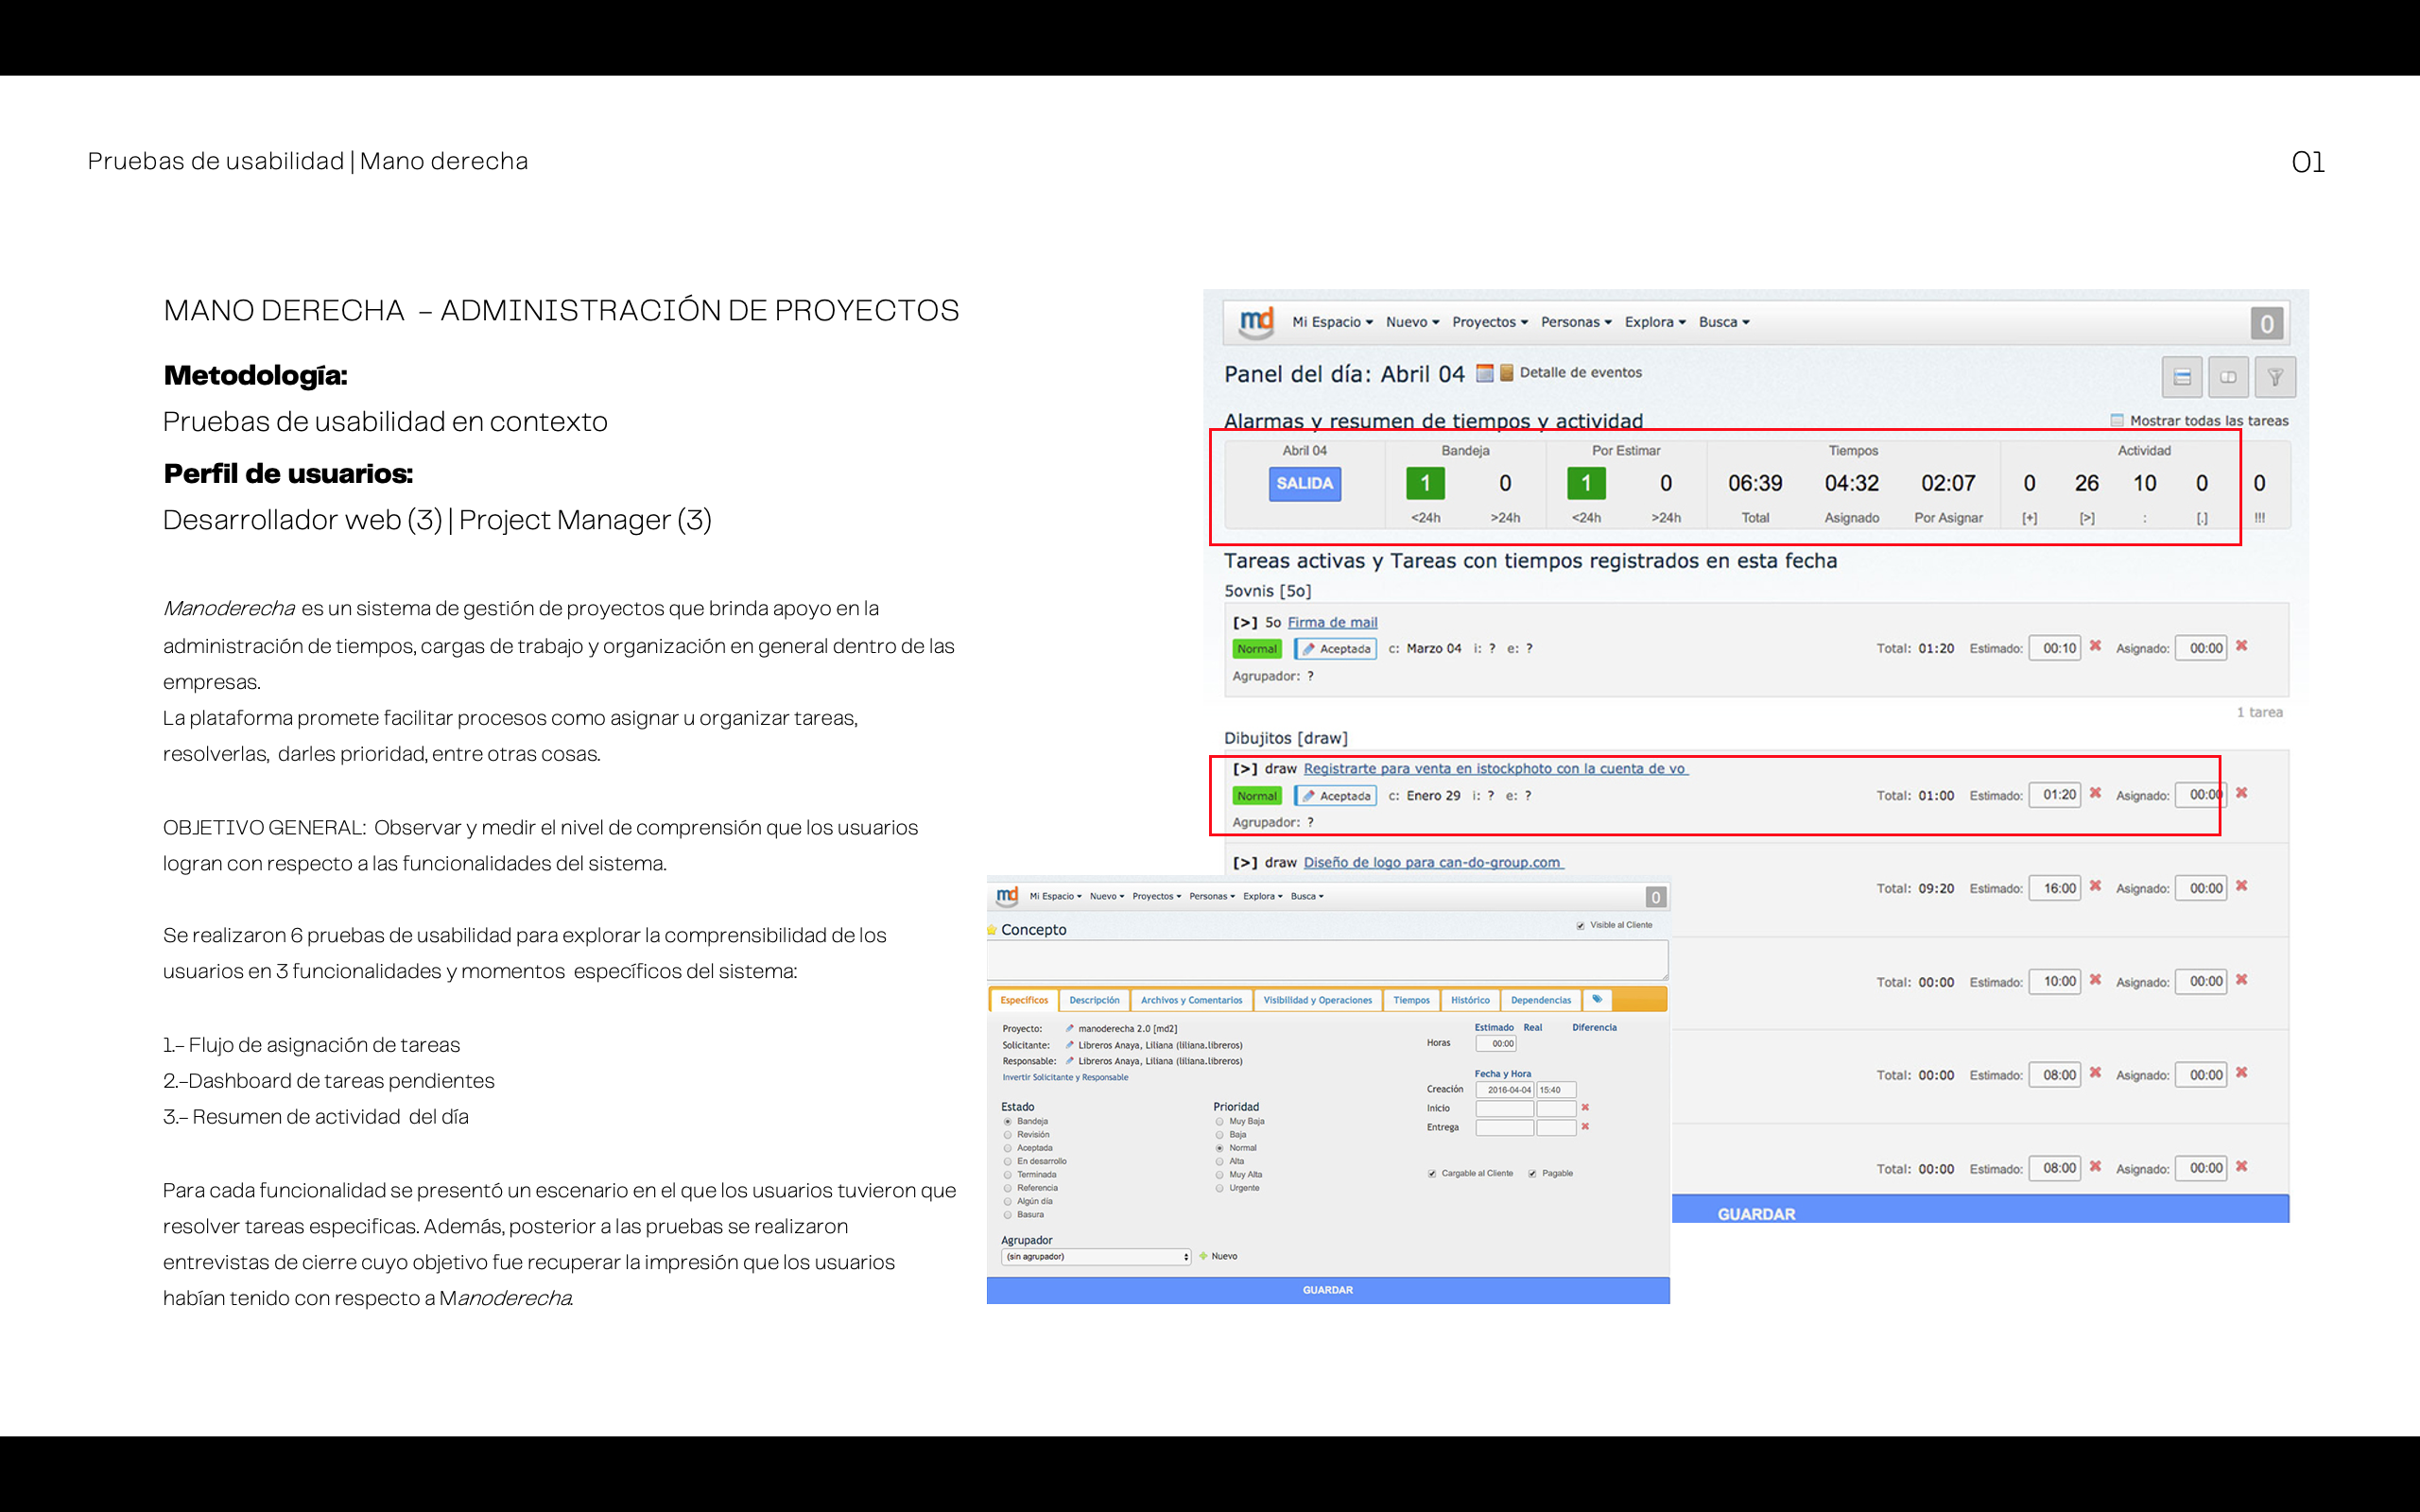 Pruebas de usabilidad | Mano derecha
01
MANO DERECHA – ADMINISTRACIÓN DE PROYECTOS
Metodología:
Pruebas de usabilidad en contexto
Perfil de usuarios:
Desarrollador web (3) | Project Manager (3)
Manoderecha es un sistema de gestión de proyectos que brinda apoyo en la
administración de tiempos, cargas de trabajo y organización en general dentro de las
empresas.
La plataforma promete facilitar procesos como asignar u organizar tareas,
resolverlas, darles prioridad, entre otras cosas.
OBJETIVO GENERAL: Observar y medir el nivel de comprensión que los usuarios
logran con respecto a las funcionalidades del sistema.
Se realizaron 6 pruebas de usabilidad para explorar la comprensibilidad de los
usuarios en 3 funcionalidades y momentos específicos del sistema:
1.– Flujo de asignación de tareas
2.–Dashboard de tareas pendientes
3.– Resumen de actividad del día
Para cada funcionalidad se presentó un escenario en el que los usuarios tuvieron que
resolver tareas especificas. Además, posterior a las pruebas se realizaron
entrevistas de cierre cuyo objetivo fue recuperar la impresión que los usuarios
habían tenido con respecto a Manoderecha.
md Mi Espacio Nuevo Proyectos Personas Explora Busca 0
Panel del día: Abril 04 Detalle de eventos
Alarmas y resumen de tiempos y actividad Mostrar todas las tareas
Abril 04 Bandeja Por Estimar Tiempos Actividad
SALIDA 1 0 1 0 06:39 04:32 02:07 0 26 10 0 0
<24h >24h <24h >24h Total Asignado Por Asignar [+] [>] : [.] !!!
Tareas activas y Tareas con tiempos registrados en esta fecha
5ovnis [5o]
[>] 5o Firma de mail
Normal Aceptada c: Marzo 04 i: ? e: ? Total: 01:20 Estimado: 00:10 Asignado: 00:00
Agrupador: ?
1 tarea
Dibujitos [draw]
[>] draw Registrarte para venta en istockphoto con la cuenta de vo
Normal Aceptada c: Enero 29 i: ? e: ? Total: 01:00 Estimado: 01:20 Asignado: 00:00
Agrupador: ?
[>] draw Diseño de logo para can-do-group.com
Total: 09:20 Estimado: 16:00 Asignado: 00:00
Total: 00:00 Estimado: 10:00 Asignado: 00:00
Total: 00:00 Estimado: 08:00 Asignado: 00:00
Total: 00:00 Estimado: 08:00 Asignado: 00:00
GUARDAR
md Mi Espacio Nuevo Proyectos Personas Explora Busca 0
Concepto Visible al Cliente
Específicos Descripción Archivos y Comentarios Visibilidad y Operaciones Tiempos Histórico Dependencias
Proyecto: manoderecha 2.0 [md2] Estimado Real Diferencia
Solicitante: Libreros Anaya, Liliana (liliana.libreros) Horas 00:00
Responsable: Libreros Anaya, Liliana (liliana.libreros)
Invertir Solicitante y Responsable Fecha y Hora
Creación 2016-04-04 15:40
Estado Prioridad Inicio
Bandeja Muy Baja Entrega
Revisión Baja
Aceptada Normal
En desarrollo Alta
Terminada Muy Alta Cargable al Cliente Pagable
Referencia Urgente
Algún día
Basura
Agrupador
(sin agrupador) Nuevo
GUARDAR